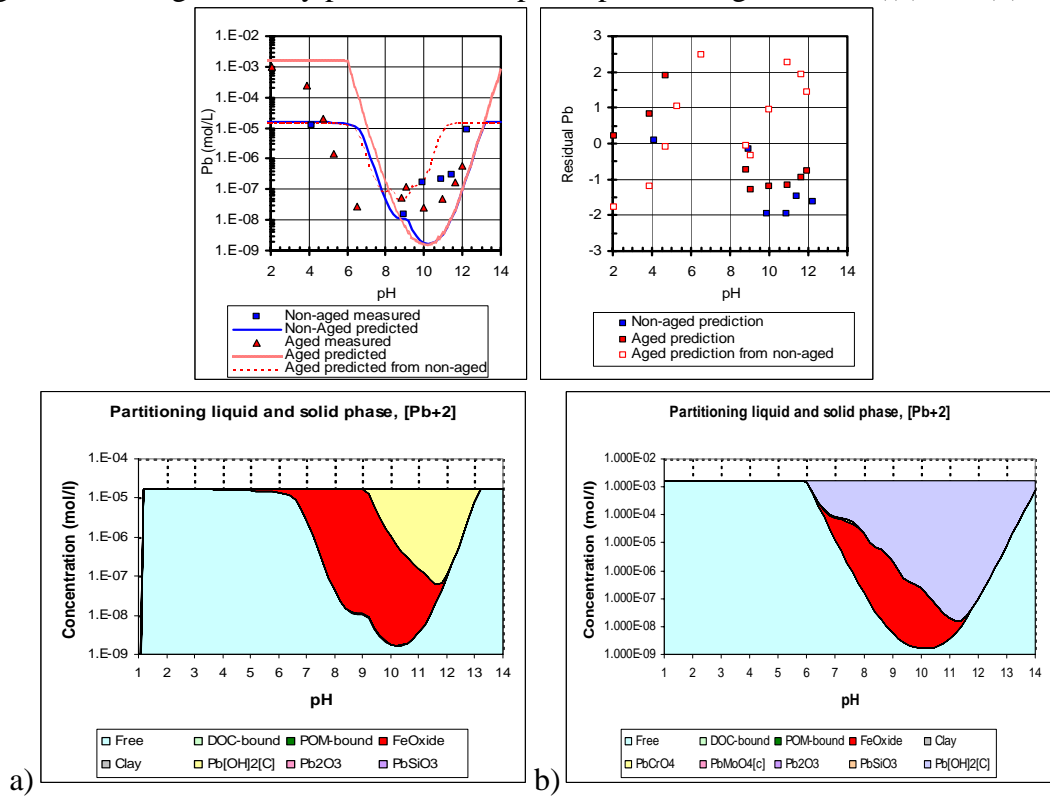 1.E-02
1.E-03
1.E-04
1.E-05
1.E-06
1.E-07
1.E-08
1.E-09
Pb (mol/L)
2 4 6 8 10 12 14
pH
Non-aged measured
Non-Aged predicted
Aged measured
Aged predicted
Aged predicted from non-aged
3
2
1
0
-1
-2
-3
Residual Pb
2 4 6 8 10 12 14
pH
Non-aged prediction
Aged prediction
Aged prediction from non-aged
Partitioning liquid and solid phase, [Pb+2]
1.E-04
1.E-05
1.E-06
1.E-07
1.E-08
1.E-09
Concentration (mol/l)
1 2 3 4 5 6 7 8 9 10 11 12 13 14
pH
Free DOC-bound POM-bound FeOxide
Clay Pb[OH]2[C] Pb2O3 PbSiO3
a)
Partitioning liquid and solid phase, [Pb+2]
1.000E-02
1.000E-03
1.000E-04
1.000E-05
1.000E-06
1.000E-07
1.000E-08
1.000E-09
Concentration (mol/l)
1 2 3 4 5 6 7 8 9 10 11 12 13 14
pH
Free DOC-bound POM-bound FeOxide Clay
PbCrO4 PbMoO4[c] Pb2O3 PbSiO3 Pb[OH]2[C]
b)